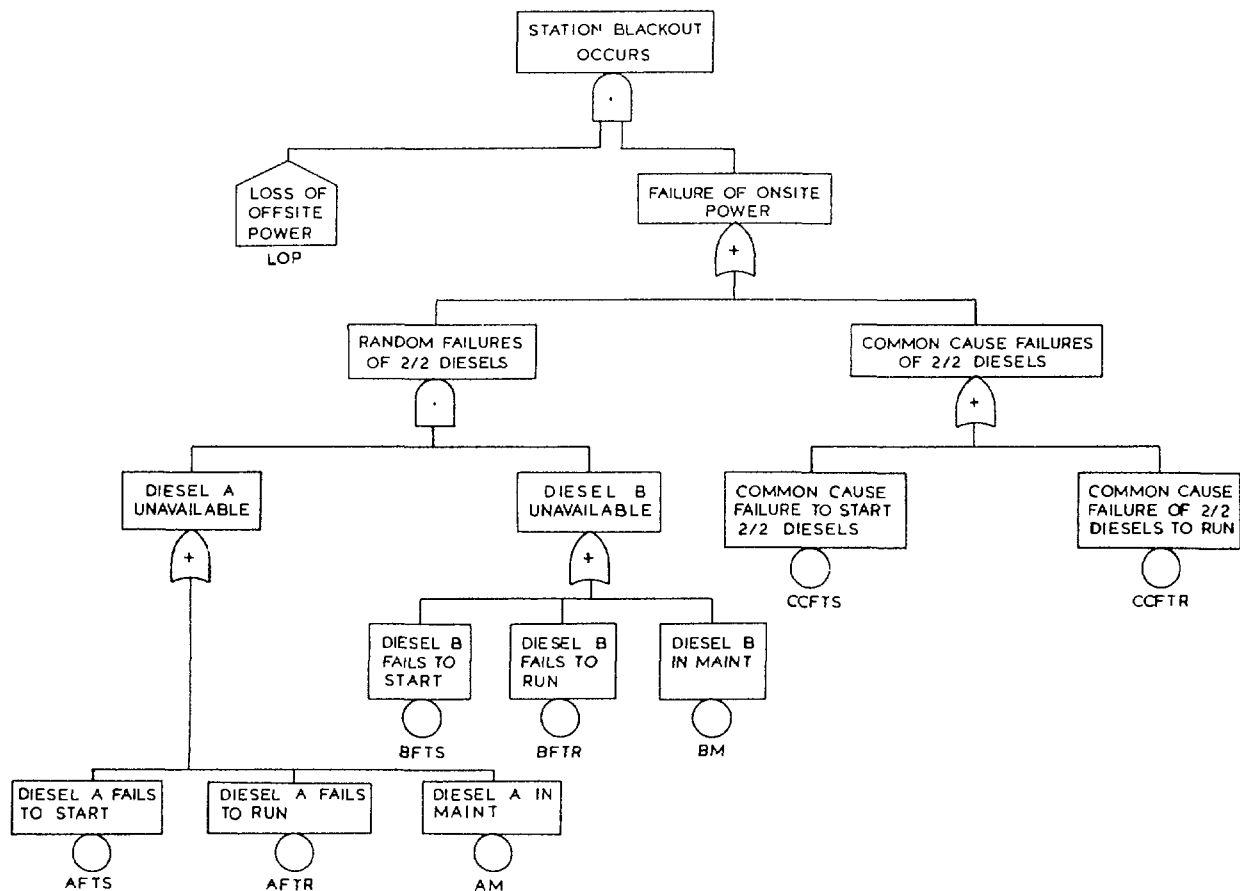 STATION BLACKOUT
OCCURS
·
LOSS OF
OFFSITE
POWER
LOP
FAILURE OF ONSITE
POWER
+
RANDOM FAILURES
OF 2/2 DIESELS
·
COMMON CAUSE FAILURES
OF 2/2 DIESELS
+
DIESEL A
UNAVAILABLE
+
DIESEL B
UNAVAILABLE
+
COMMON CAUSE
FAILURE TO START
2/2 DIESELS
CCFTS
COMMON CAUSE
FAILURE OF 2/2
DIESELS TO RUN
CCFTR
DIESEL B
FAILS TO
START
BFTS
DIESEL B
FAILS TO
RUN
BFTR
DIESEL B
IN MAINT
BM
DIESEL A FAILS
TO START
AFTS
DIESEL A FAILS
TO RUN
AFTR
DIESEL A IN
MAINT
AM